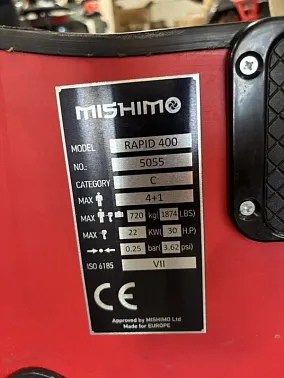 MISHIMO
MODEL RAPID 400
NO.: 5055
CATEGORY C
MAX 4+1
MAX 720 kg( 1874 LBS)
MAX 22 KW( 30 H.P)
0.25 bar( 3.62 psi)
ISO 6185 VII
CE
Approved by MISHIMO Ltd
Made for EUROPE